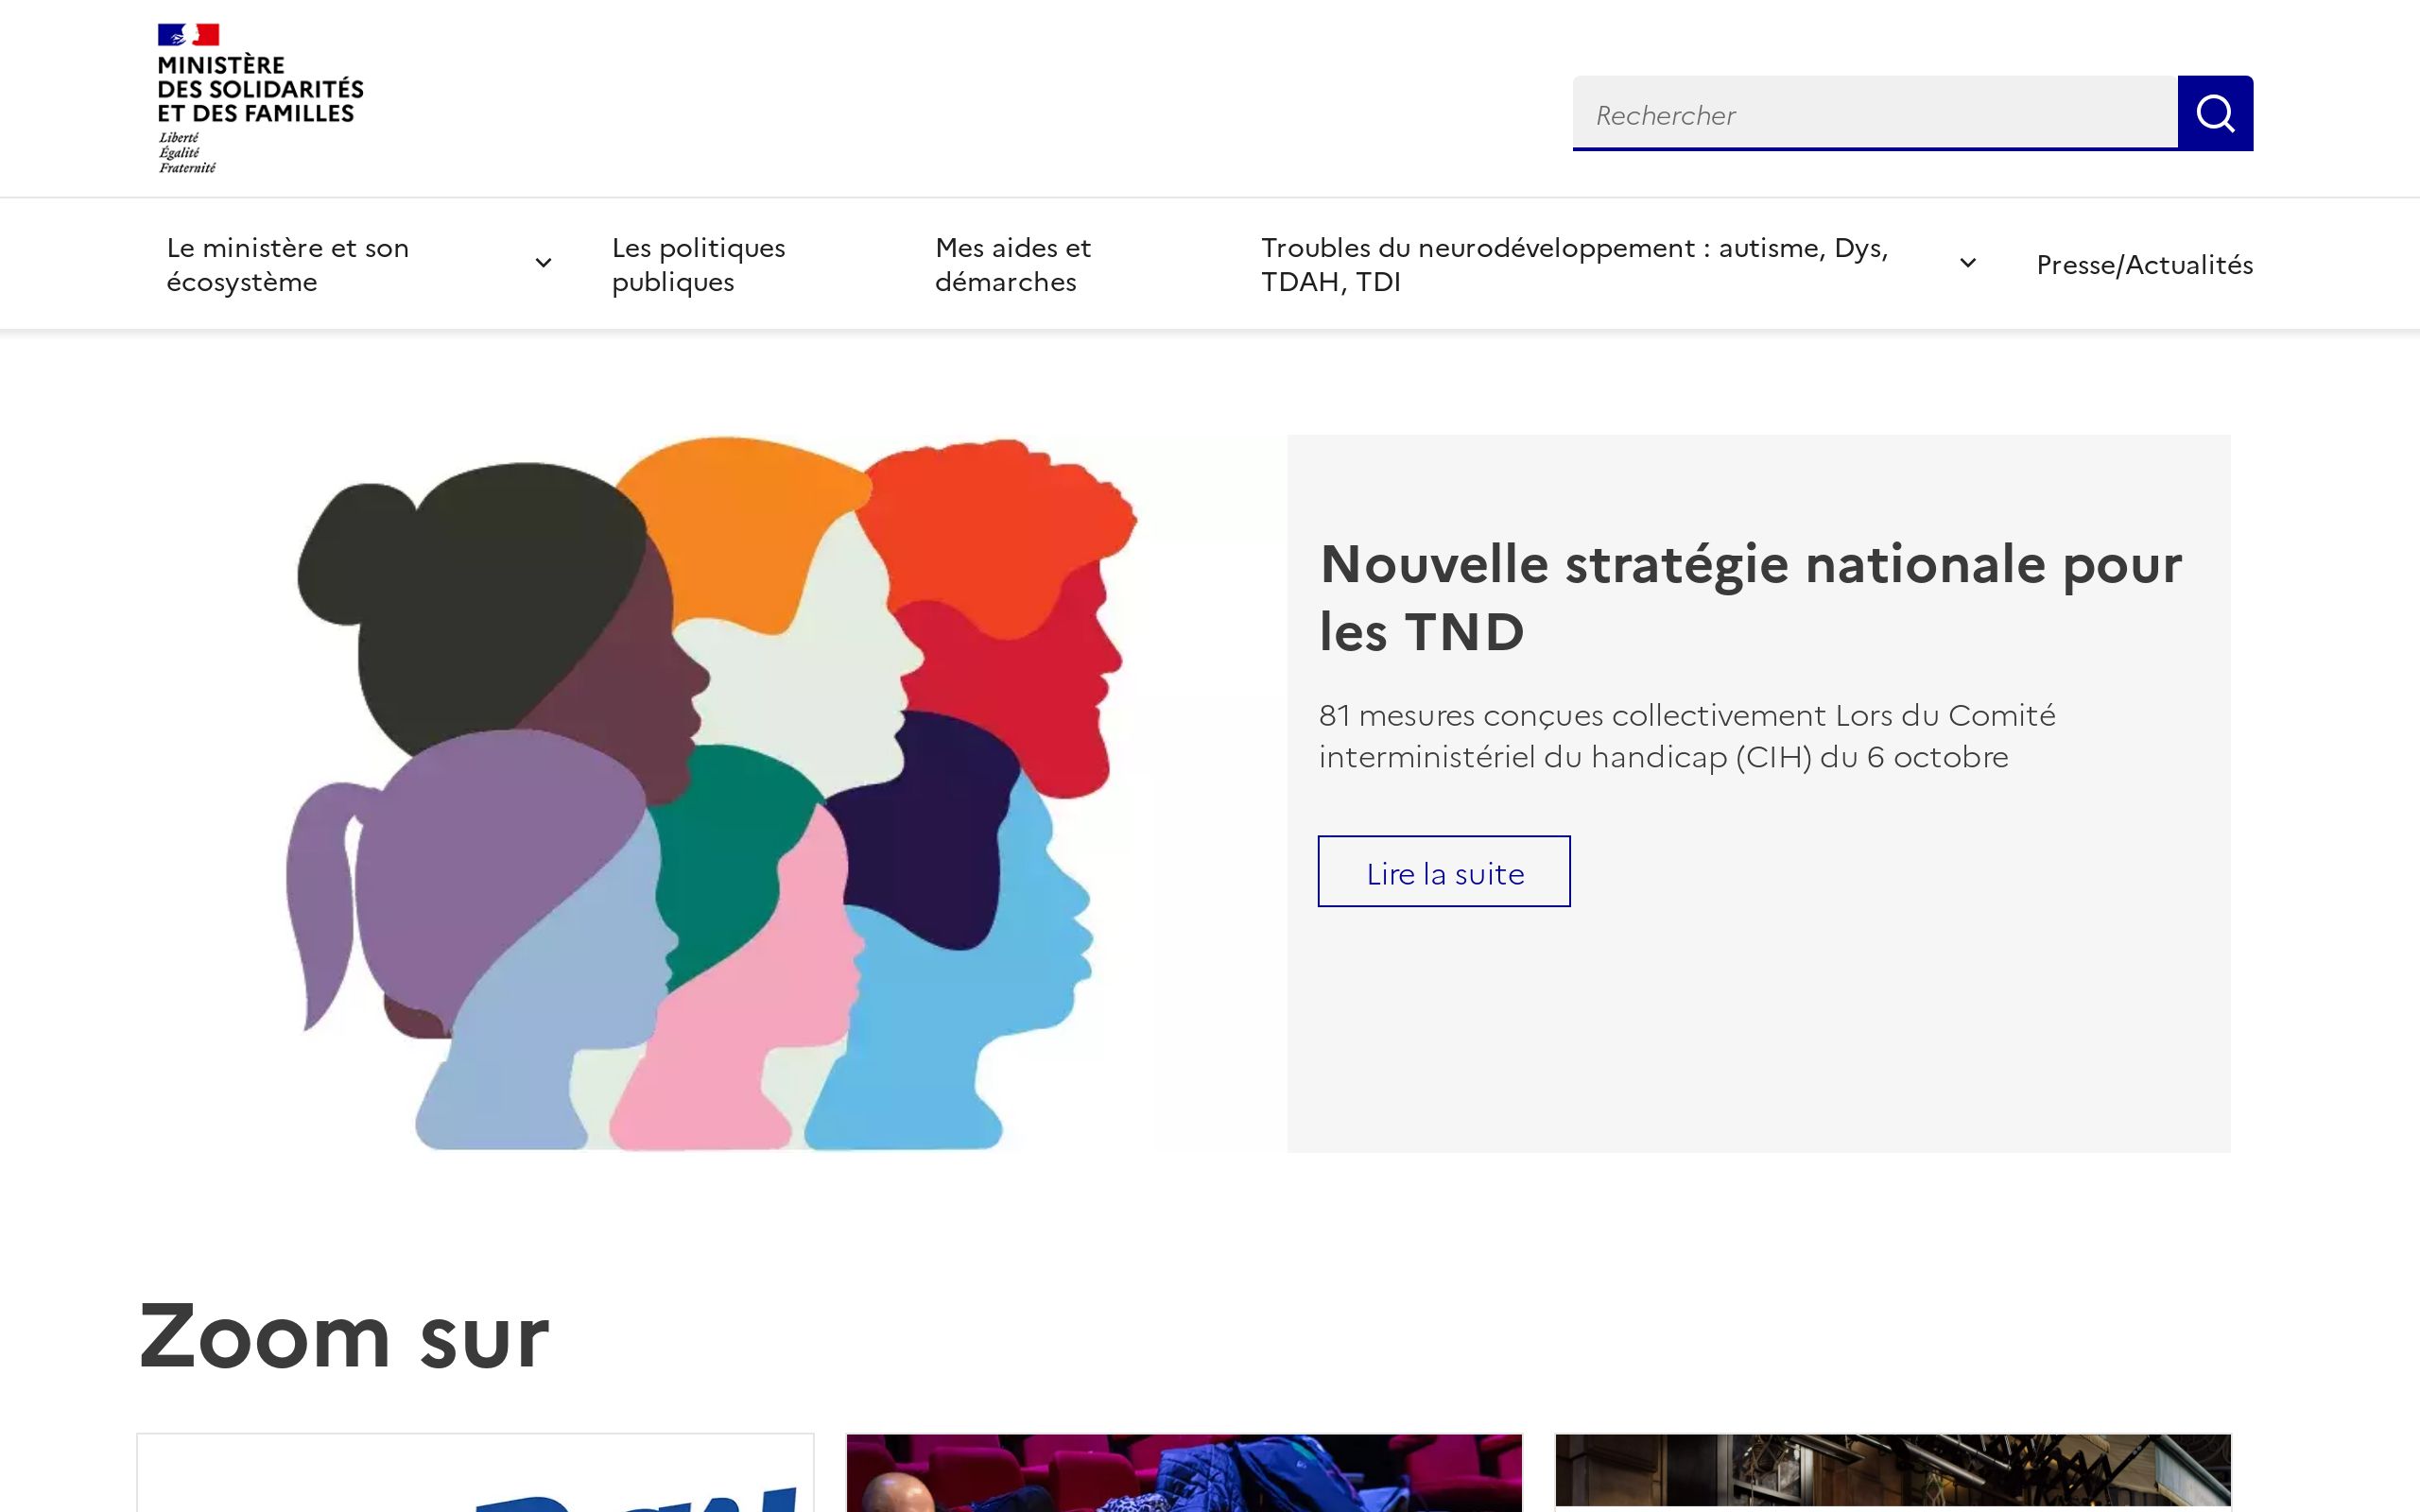 MINISTÈRE
DES SOLIDARITÉS
ET DES FAMILLES
Liberté
Égalité
Fraternité
Rechercher
Le ministère et son
écosystème
Les politiques
publiques
Mes aides et
démarches
Troubles du neurodéveloppement : autisme, Dys,
TDAH, TDI
Presse/Actualités
Nouvelle stratégie nationale pour
les TND
81 mesures conçues collectivement Lors du Comité
interministériel du handicap (CIH) du 6 octobre
Lire la suite
Zoom sur